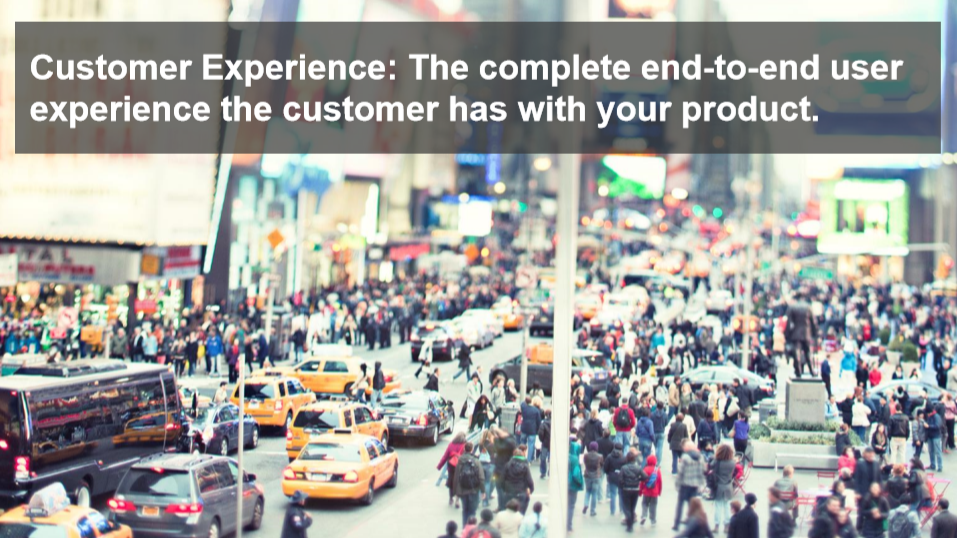 Customer Experience: The complete end-to-end user
experience the customer has with your product.